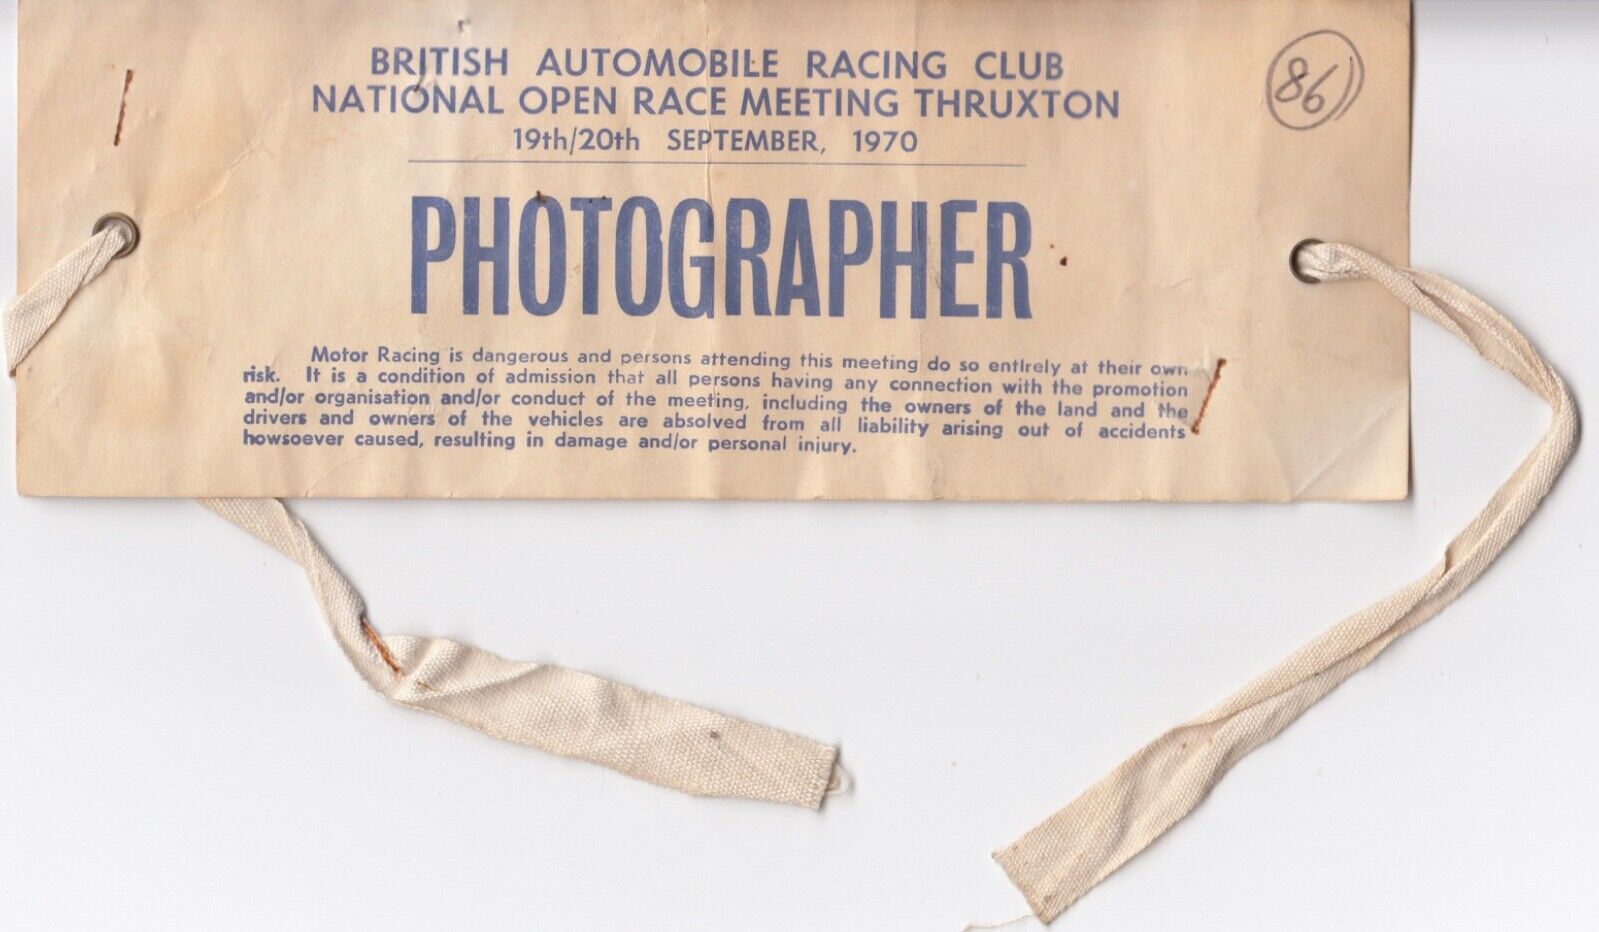 BRITISH AUTOMOBILE RACING CLUB
NATIONAL OPEN RACE MEETING THRUXTON
19th/20th SEPTEMBER, 1970
86
PHOTOGRAPHER
Motor Racing is dangerous and persons attending this meeting do so entirely at their own
risk. It is a condition of admission that all persons having any connection with the promotion
and/or organisation and/or conduct of the meeting, including the owners of the land and the
drivers and owners of the vehicles are absolved from all liability arising out of accidents
howsoever caused, resulting in damage and/or personal injury.